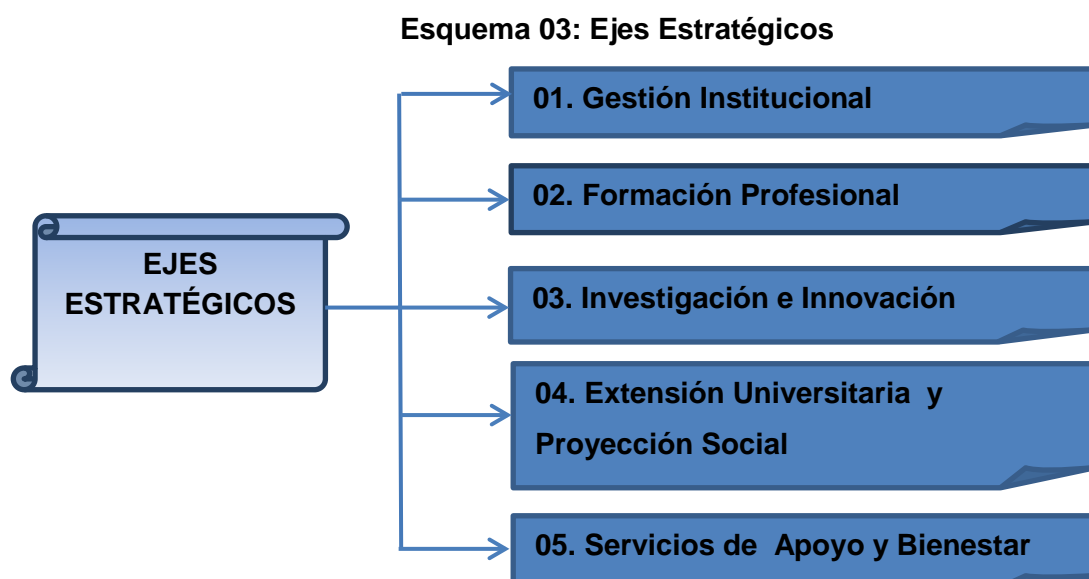 Esquema 03: Ejes Estratégicos
01. Gestión Institucional
02. Formación Profesional
EJES
ESTRATÉGICOS
03. Investigación e Innovación
04. Extensión Universitaria y
Proyección Social
05. Servicios de Apoyo y Bienestar